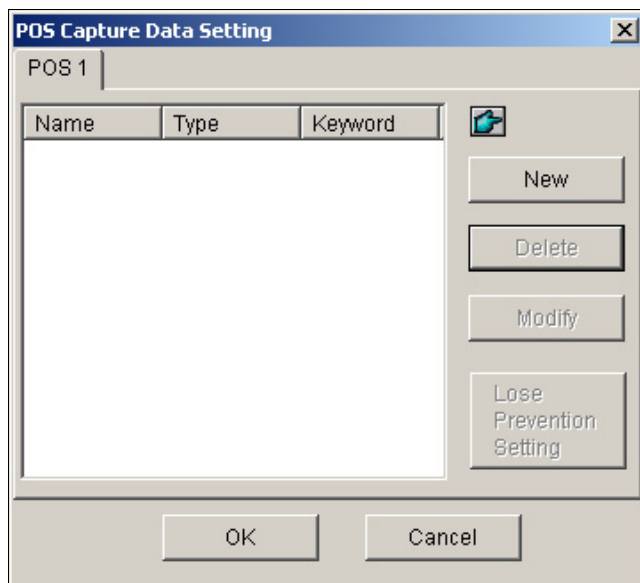 POS Capture Data Setting
POS 1
Name Type Keyword
New
Delete
Modify
Lose
Prevention
Setting
OK Cancel